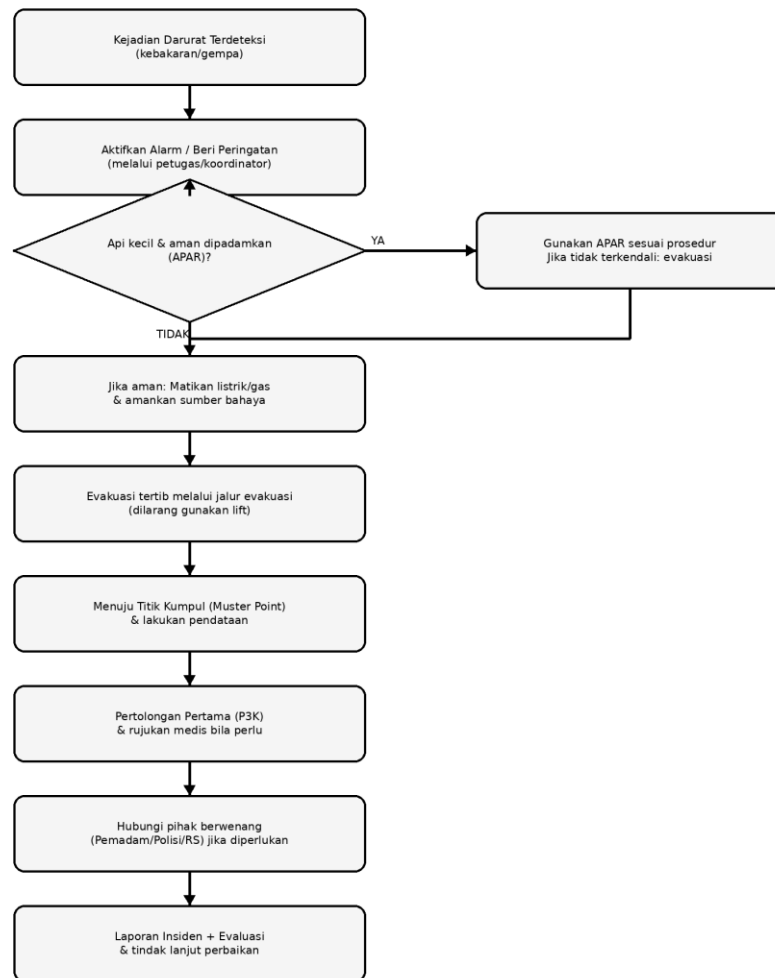 Kejadian Darurat Terdeteksi
(kebakaran/gempa)
Aktifkan Alarm / Beri Peringatan
(melalui petugas/koordinator)
Api kecil & aman dipadamkan
(APAR)?
YA
Gunakan APAR sesuai prosedur
Jika tidak terkendali: evakuasi
TIDAK
Jika aman: Matikan listrik/gas
& amankan sumber bahaya
Evakuasi tertib melalui jalur evakuasi
(dilarang gunakan lift)
Menuju Titik Kumpul (Muster Point)
& lakukan pendataan
Pertolongan Pertama (P3K)
& rujukan medis bila perlu
Hubungi pihak berwenang
(Pemadam/Polisi/RS) jika diperlukan
Laporan Insiden + Evaluasi
& tindak lanjut perbaikan